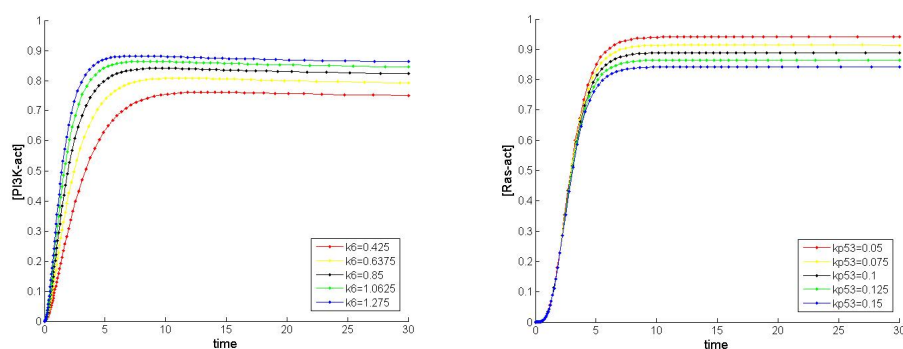 1
0.9
0.8
0.7
0.6
0.5
0.4
0.3
0.2
0.1
0
[PI3K-act]
k6=0.425
k6=0.6375
k6=0.85
k6=1.0625
k6=1.275
0 5 10 15 20 25 30
time
1
0.9
0.8
0.7
0.6
0.5
0.4
0.3
0.2
0.1
0
[Ras-act]
kp53=0.05
kp53=0.075
kp53=0.1
kp53=0.125
kp53=0.15
0 5 10 15 20 25 30
time